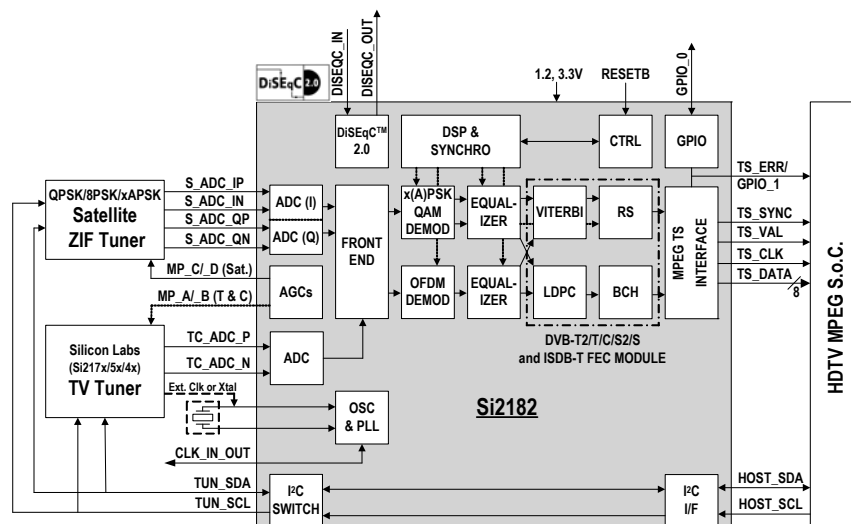 DISEQC_IN
DISEQC_OUT
DiSEqC 2.0
1.2, 3.3V
RESETB
GPIO_0
DiSEqC™
2.0
DSP &
SYNCHRO
CTRL
GPIO
QPSK/8PSK/xAPSK
Satellite
ZIF Tuner
S_ADC_IP
S_ADC_IN
S_ADC_QP
S_ADC_QN
ADC (I)
ADC (Q)
FRONT
END
x(A)PSK
QAM
DEMOD
EQUAL-
IZER
VITERBI
RS
MPEG TS
INTERFACE
TS_ERR/
GPIO_1
TS_SYNC
TS_VAL
TS_CLK
TS_DATA
8
HDTV MPEG S.o.C.
MP_C/_D (Sat.)
MP_A/_B (T & C)
AGCs
OFDM
DEMOD
EQUAL-
IZER
LDPC
BCH
DVB-T2/T/C/S2/S
and ISDB-T FEC MODULE
Silicon Labs
(Si217x/5x/4x)
TV Tuner
TC_ADC_P
TC_ADC_N
ADC
Ext. Clk or Xtal
OSC
& PLL
Si2182
CLK_IN_OUT
TUN_SDA
TUN_SCL
I²C
SWITCH
I²C
I/F
HOST_SDA
HOST_SCL